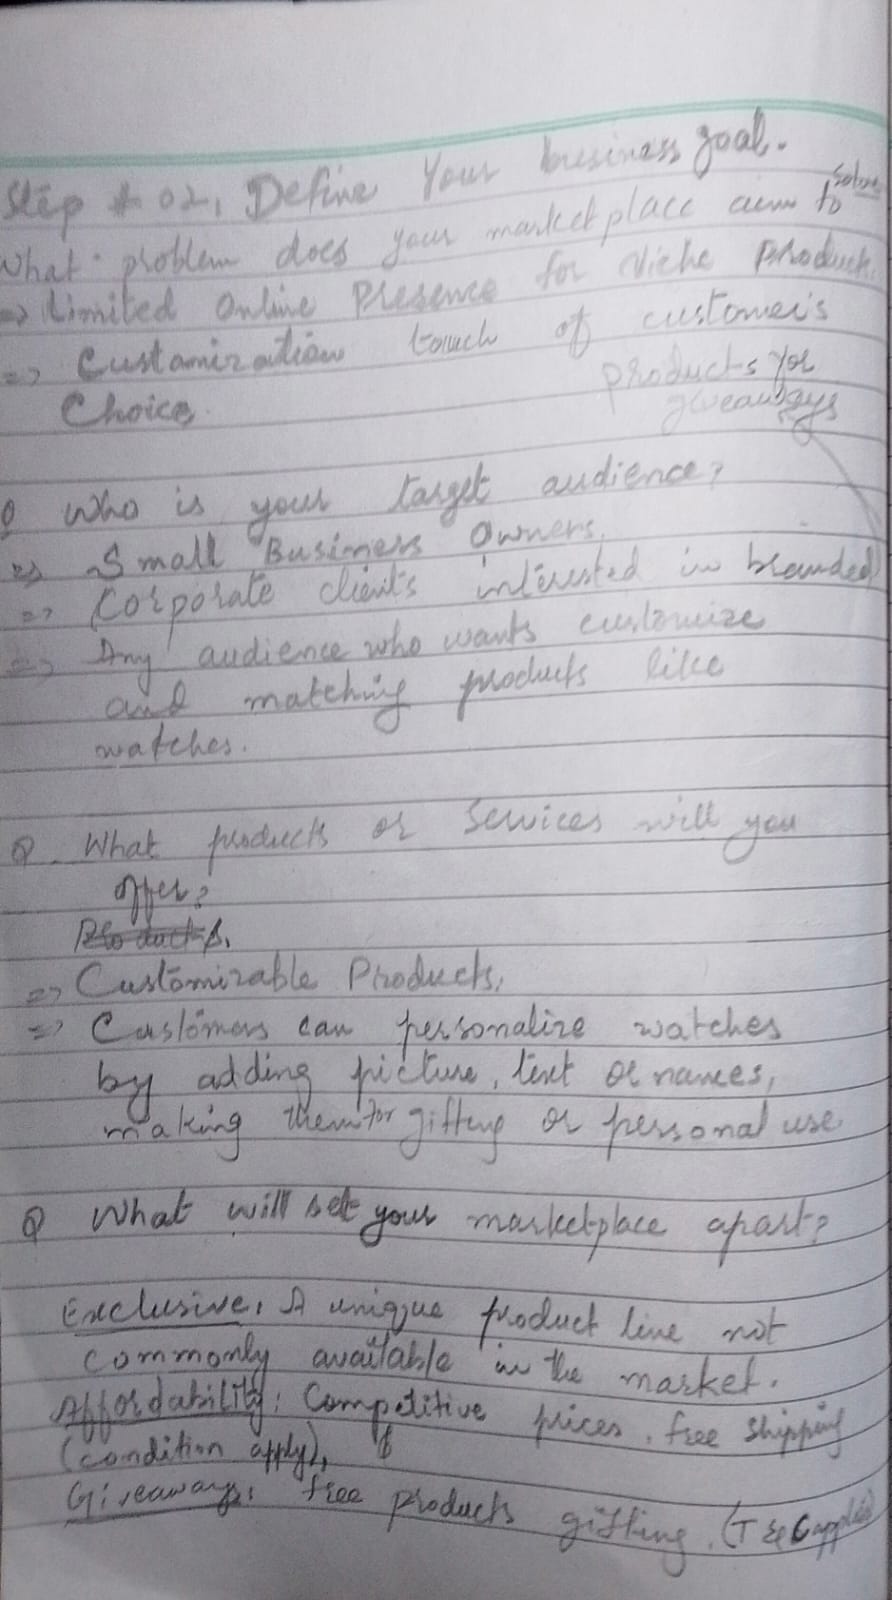 Step # 02, Define Your business goal.
What problem does your marketplace aim to solve
=> Limited Online Presence for Niche Product.
=> Customization touch of customer's
Choice.
products for
giveaways
Q Who is your target audience?
=> Small Business Owners,
=> Corporate clients interested in branded
=> Any audience who wants customize
and matching products like
watches.
Q What products or services will you
offer?
Products.
=> Customizable Products,
=> Customers can personalize watches
by adding picture, text or names,
making them for gifting or personal use
Q What will set your marketplace apart?
Exclusive, A unique product line not
commonly available in the market.
Affordability: Competitive prices, free shipping
(condition apply),
Giveaways: free products gifting. (T & C applied)